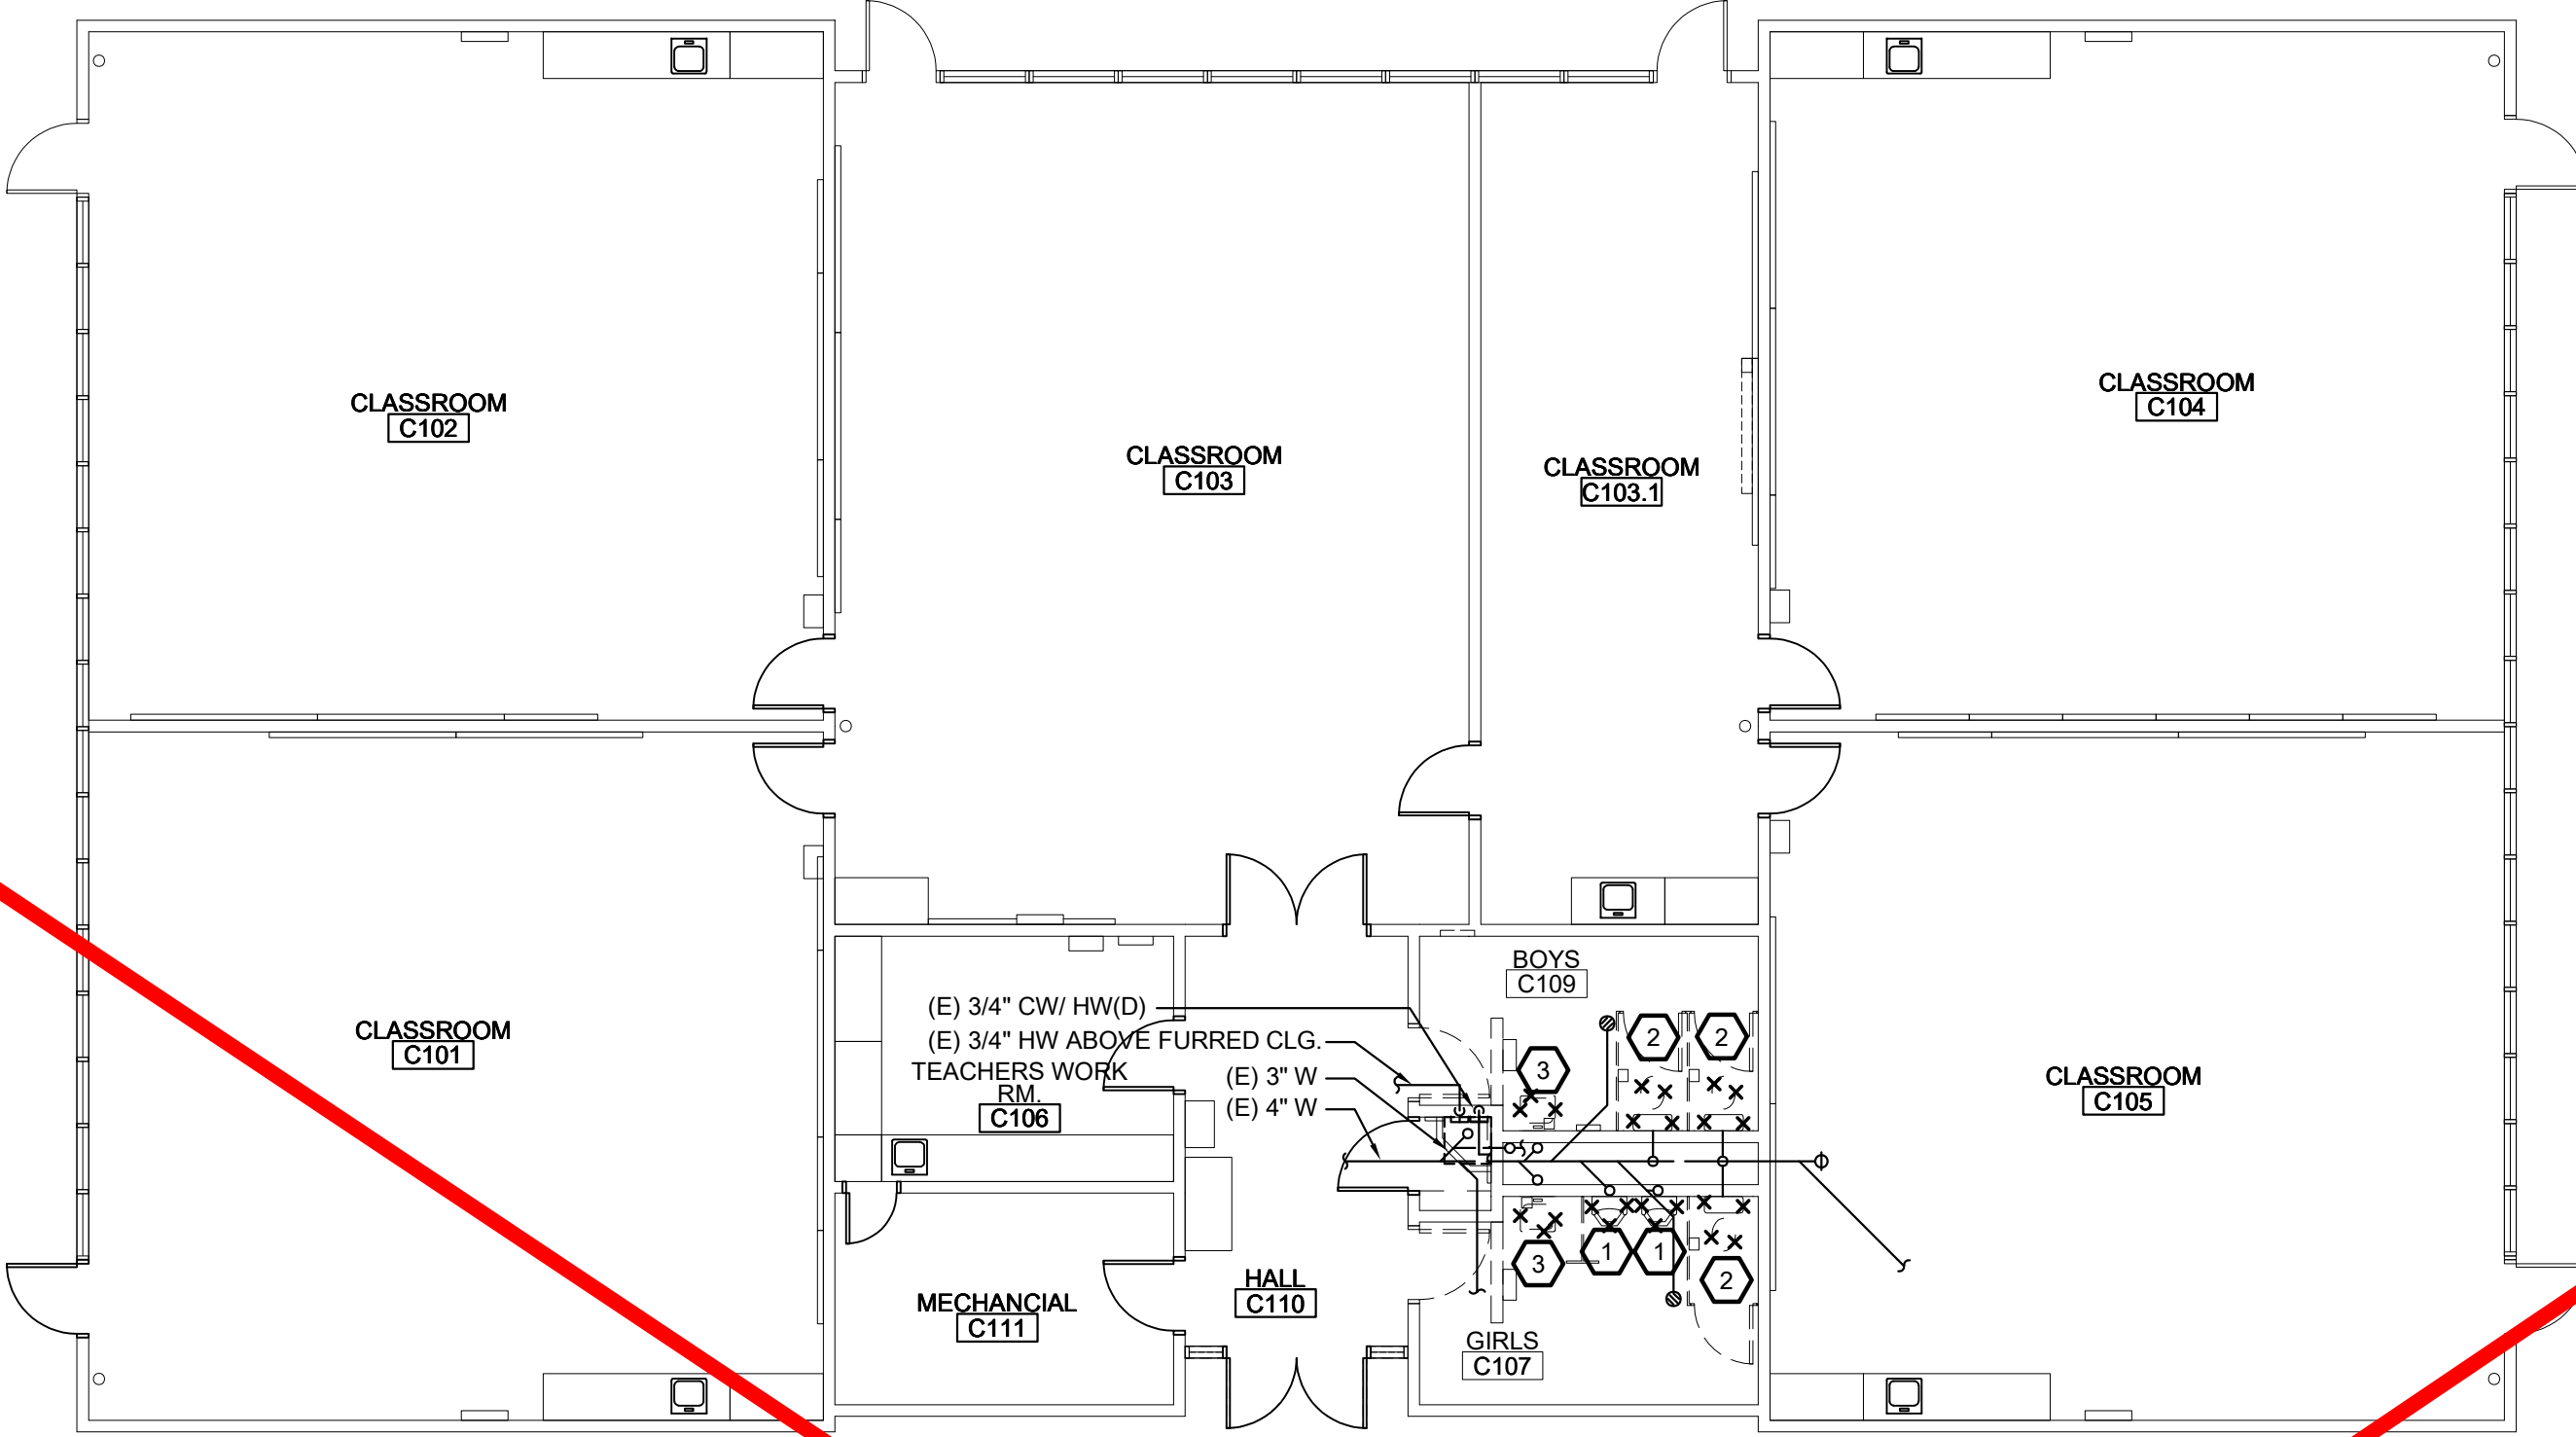 CLASSROOM
C102
CLASSROOM
C103
CLASSROOM
C103.1
CLASSROOM
C104
CLASSROOM
C101
(E) 3/4" CW/ HW(D)
(E) 3/4" HW ABOVE FURRED CLG.
TEACHERS WORK
RM.
C106
(E) 3" W
(E) 4" W
BOYS
C109
2
2
3
CLASSROOM
C105
3
1
1
2
MECHANCIAL
C111
HALL
C110
GIRLS
C107